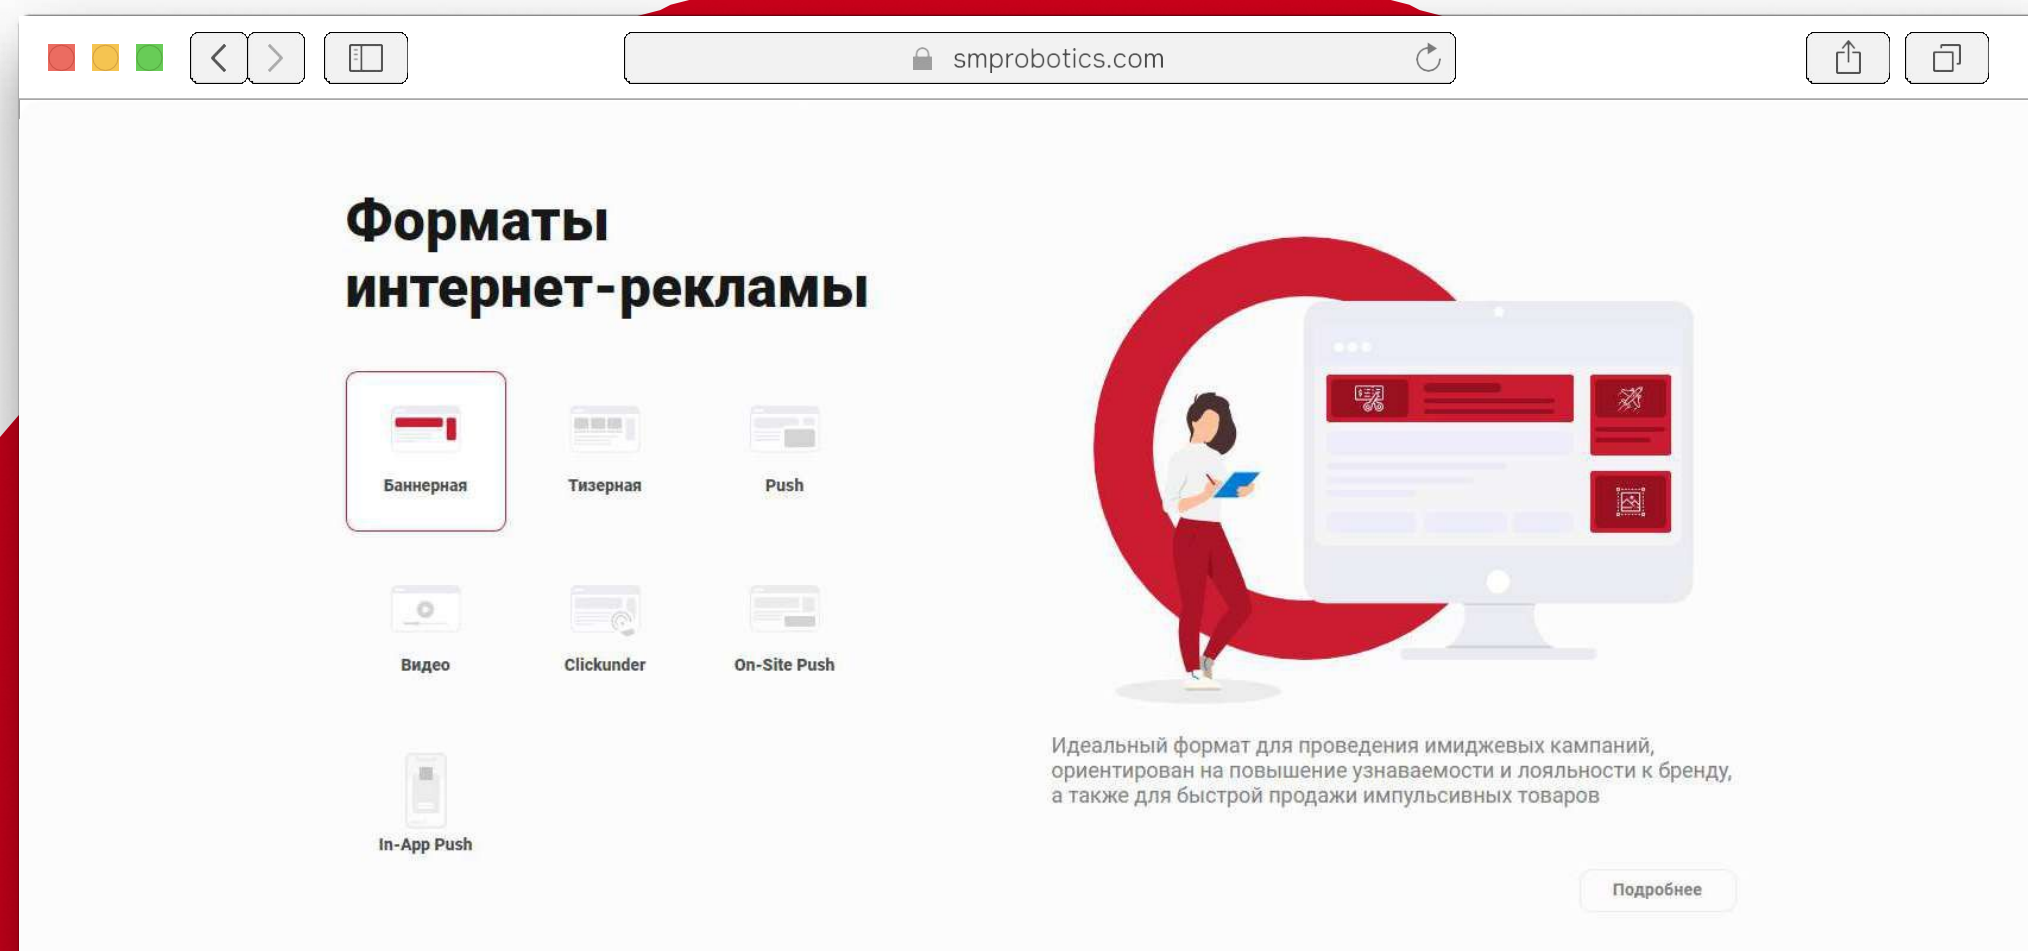 smprobotics.com
Форматы
интернет-рекламы
Баннерная
Тизерная
Push
Видео
Clickunder
On-Site Push
In-App Push
Идеальный формат для проведения имиджевых кампаний,
ориентирован на повышение узнаваемости и лояльности к бренду,
а также для быстрой продажи импульсивных товаров
Подробнее